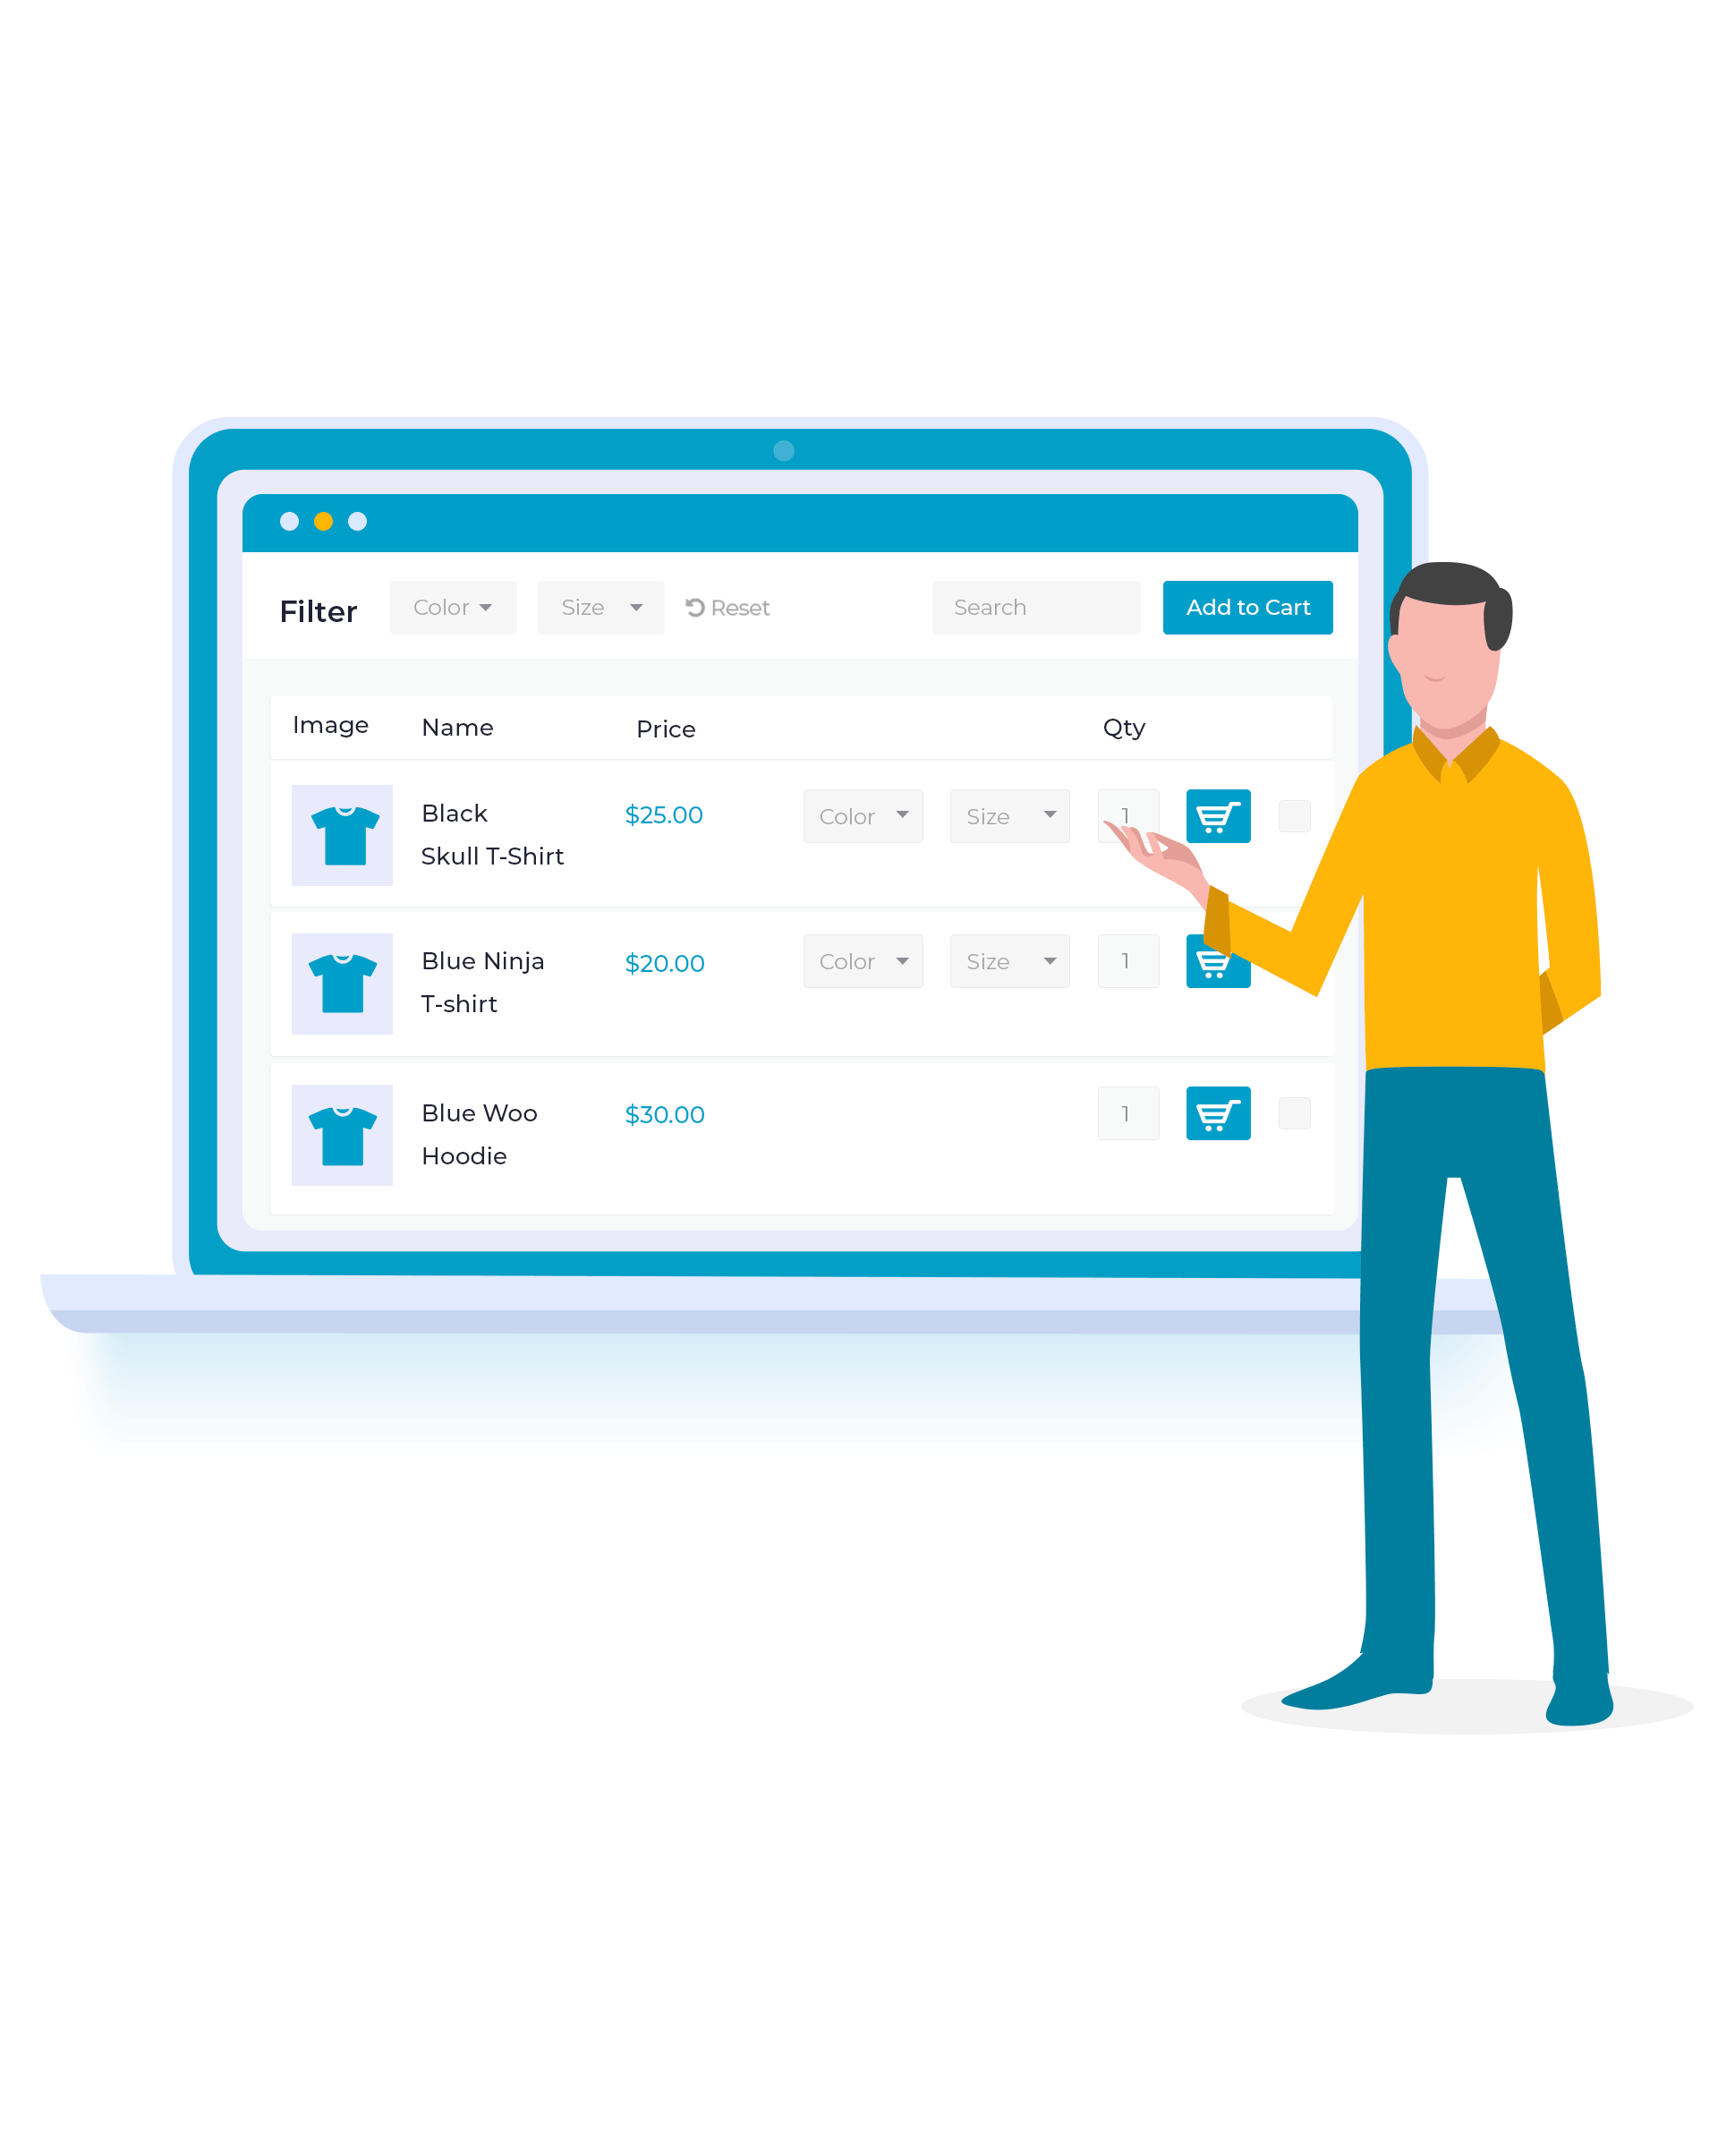 Filter Color Size Reset Search Add to Cart
Image Name Price Qty
Black
Skull T-Shirt
$25.00 Color Size 1
Blue Ninja
T-shirt
$20.00 Color Size 1
Blue Woo
Hoodie
$30.00 1